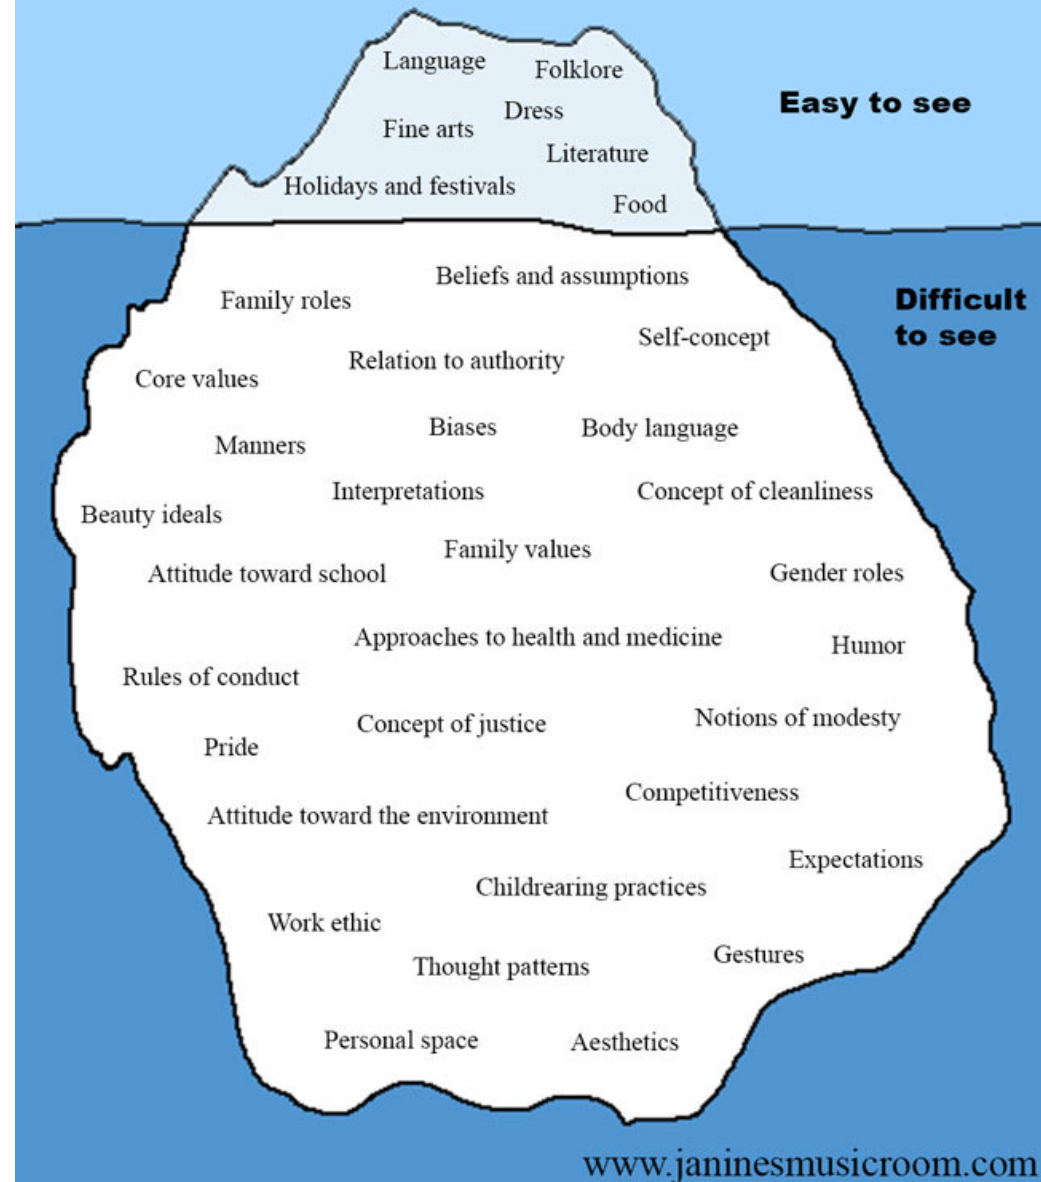 Language
Folklore
Easy to see
Dress
Fine arts
Literature
Holidays and festivals
Food
Beliefs and assumptions
Family roles
Difficult
to see
Self-concept
Relation to authority
Core values
Biases
Body language
Manners
Interpretations
Concept of cleanliness
Beauty ideals
Family values
Attitude toward school
Gender roles
Approaches to health and medicine
Humor
Rules of conduct
Notions of modesty
Concept of justice
Pride
Competitiveness
Attitude toward the environment
Expectations
Childrearing practices
Work ethic
Gestures
Thought patterns
Personal space
Aesthetics
www.janinesmusicroom.com